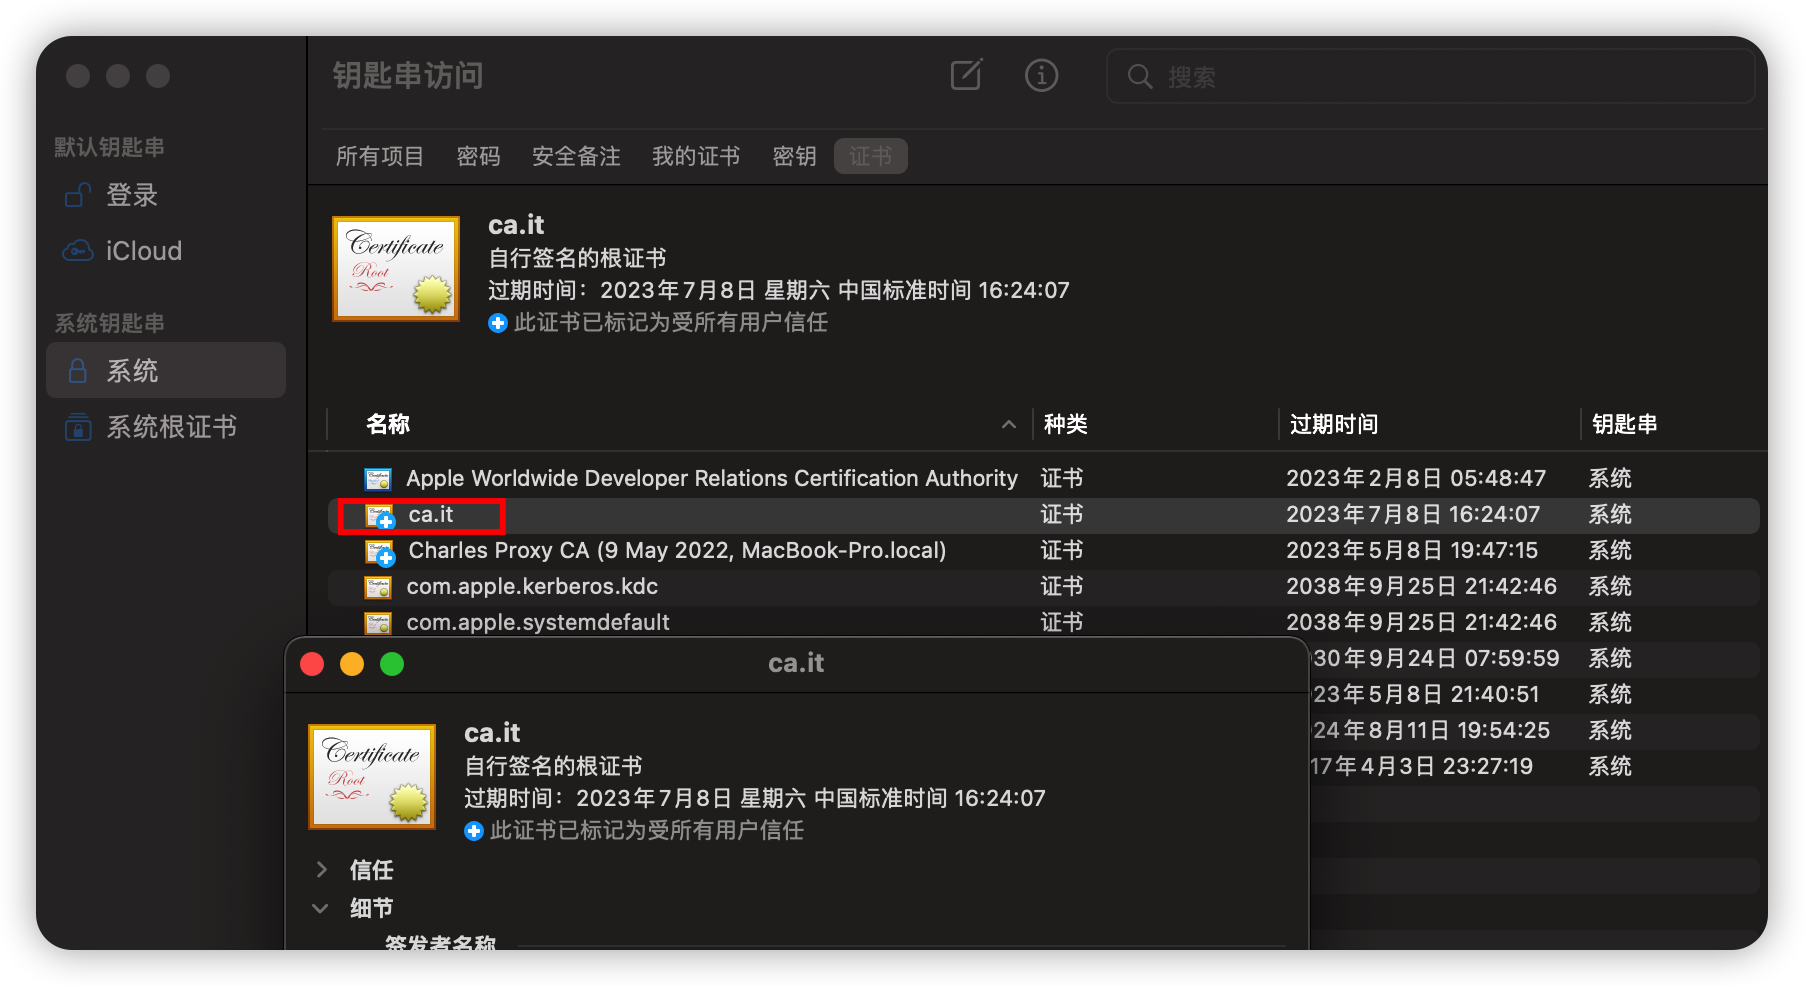 钥匙串访问
搜索
默认钥匙串
登录
iCloud
系统钥匙串
系统
系统根证书
所有项目 密码 安全备注 我的证书 密钥 证书
Certificate
Root
ca.it
自行签名的根证书
过期时间：2023年7月8日 星期六 中国标准时间 16:24:07
此证书已标记为受所有用户信任
名称 种类 过期时间 钥匙串
Apple Worldwide Developer Relations Certification Authority 证书 2023年2月8日 05:48:47 系统
ca.it 证书 2023年7月8日 16:24:07 系统
Charles Proxy CA (9 May 2022, MacBook-Pro.local) 证书 2023年5月8日 19:47:15 系统
com.apple.kerberos.kdc 证书 2038年9月25日 21:42:46 系统
com.apple.systemdefault 证书 2038年9月25日 21:42:46 系统
30年9月24日 07:59:59 系统
23年5月8日 21:40:51 系统
24年8月11日 19:54:25 系统
17年4月3日 23:27:19 系统
ca.it
Certificate
Root
ca.it
自行签名的根证书
过期时间：2023年7月8日 星期六 中国标准时间 16:24:07
此证书已标记为受所有用户信任
信任
细节
签发者名称